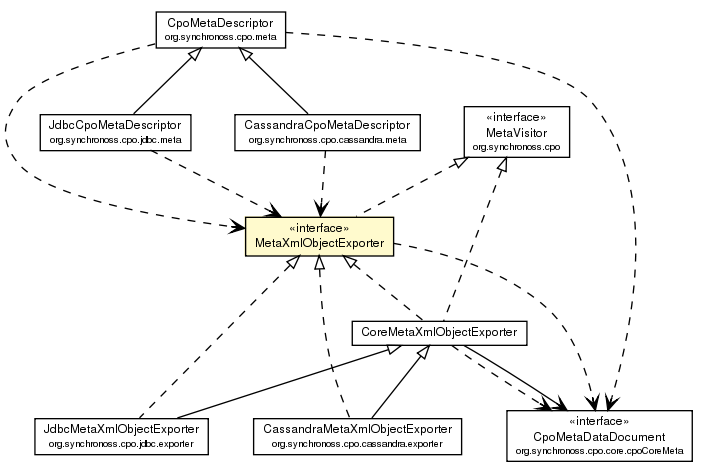 CpoMetaDescriptor
org.synchronoss.cpo.meta
JdbcCpoMetaDescriptor
org.synchronoss.cpo.jdbc.meta
CassandraCpoMetaDescriptor
org.synchronoss.cpo.cassandra.meta
«interface»
MetaVisitor
org.synchronoss.cpo
«interface»
MetaXmlObjectExporter
CoreMetaXmlObjectExporter
JdbcMetaXmlObjectExporter
org.synchronoss.cpo.jdbc.exporter
CassandraMetaXmlObjectExporter
org.synchronoss.cpo.cassandra.exporter
«interface»
CpoMetaDataDocument
org.synchronoss.cpo.core.cpoCoreMeta